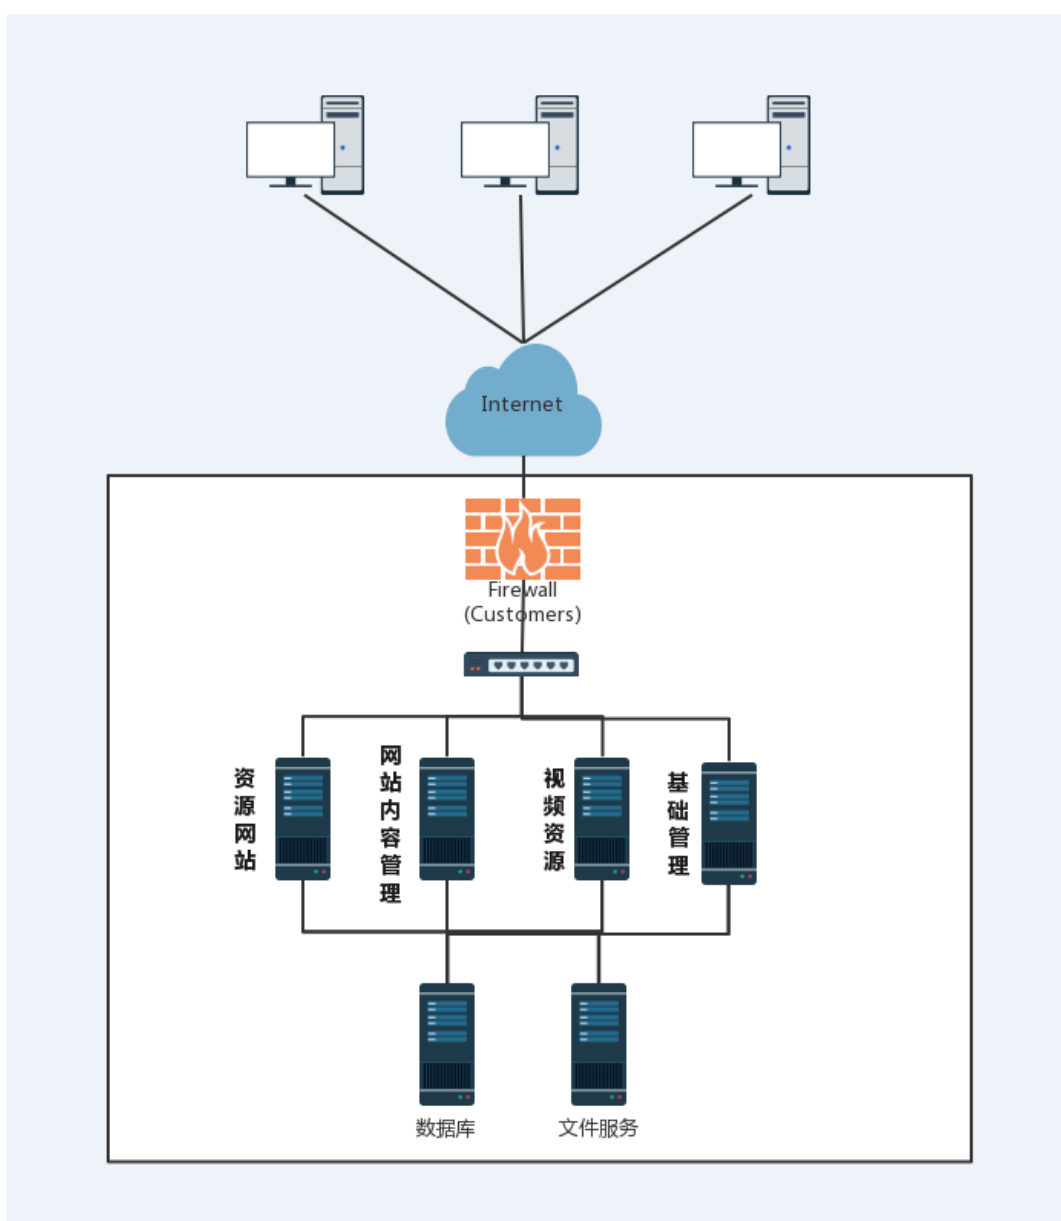 Internet
Firewall
(Customers)
资源网站
网站内容管理
视频资源
基础管理
数据库
文件服务